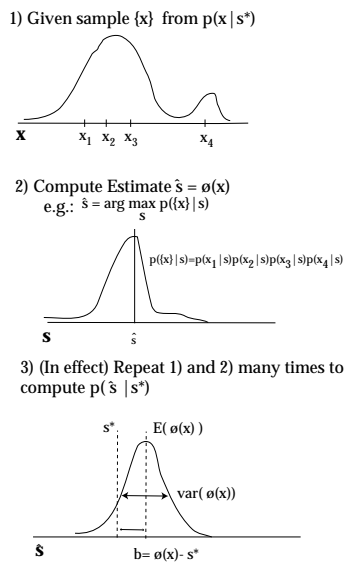 1) Given sample {x} from p(x|s*)
x x₁ x₂ x₃ x₄
2) Compute Estimate ŝ = ø(x)
e.g.: ŝ = arg max p({x}|s)
s
p({x}|s)=p(x₁|s)p(x₂|s)p(x₃|s)p(x₄|s)
s ŝ
3) (In effect) Repeat 1) and 2) many times to
compute p(ŝ |s*)
s* E( ø(x) )
var( ø(x))
ŝ b= ø(x)- s*